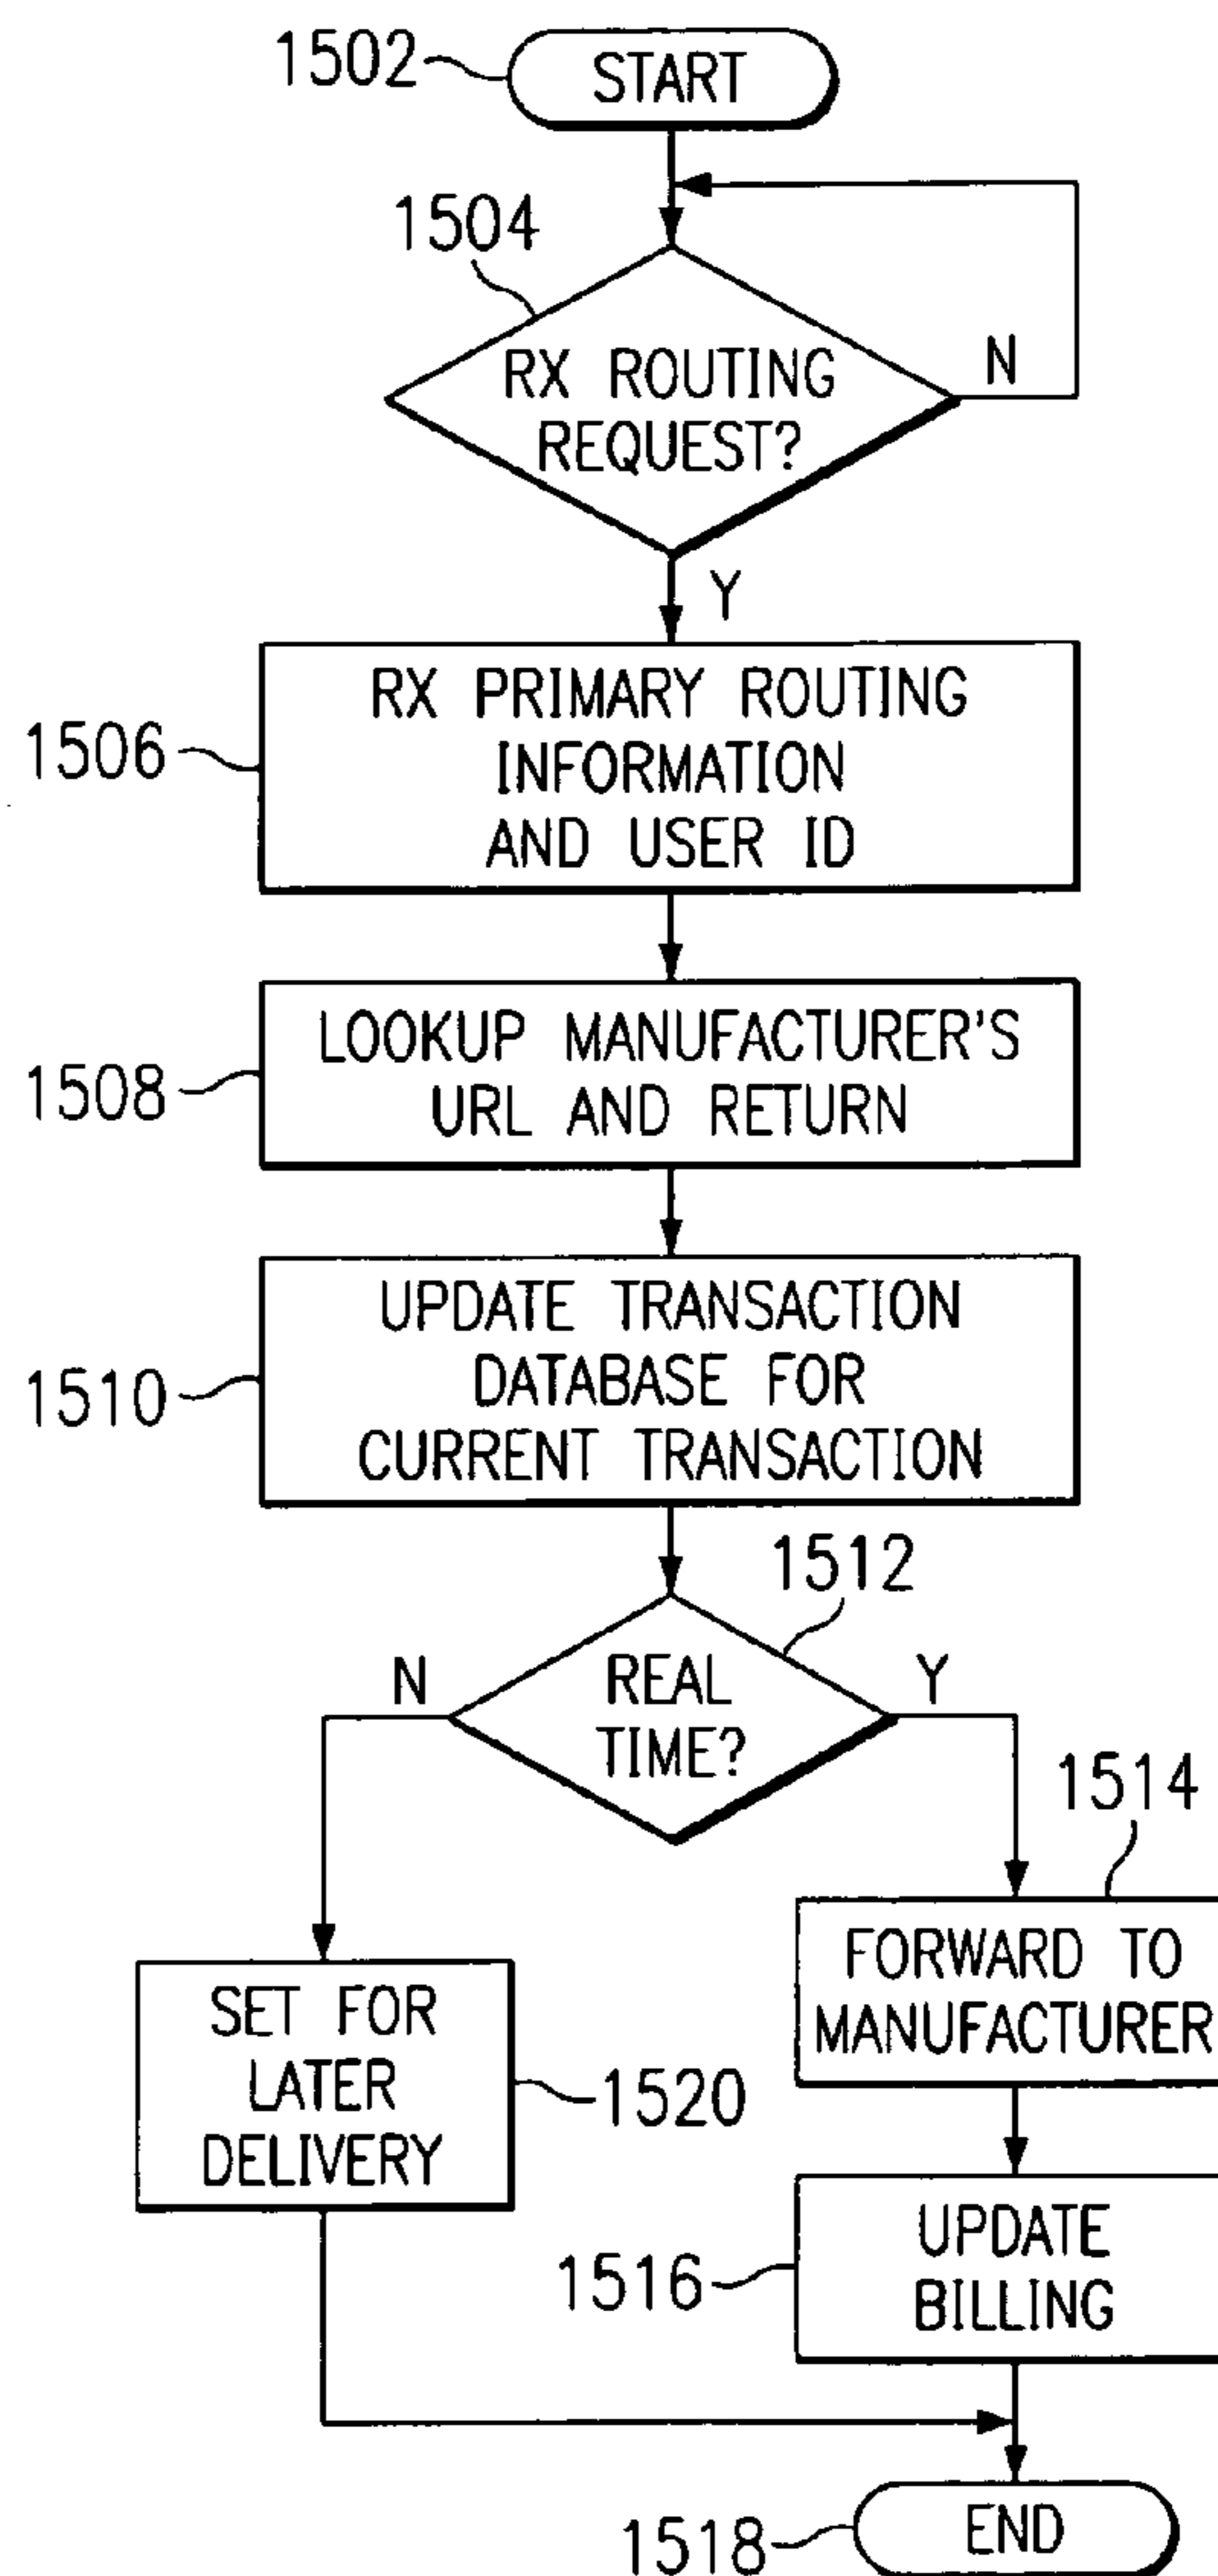 1502
START
1504
RX ROUTING
REQUEST?
N
Y
1506
RX PRIMARY ROUTING
INFORMATION
AND USER ID
1508
LOOKUP MANUFACTURER'S
URL AND RETURN
1510
UPDATE TRANSACTION
DATABASE FOR
CURRENT TRANSACTION
1512
N
REAL
TIME?
Y
1514
FORWARD TO
MANUFACTURER
SET FOR
LATER
DELIVERY
1520
1516
UPDATE
BILLING
1518
END